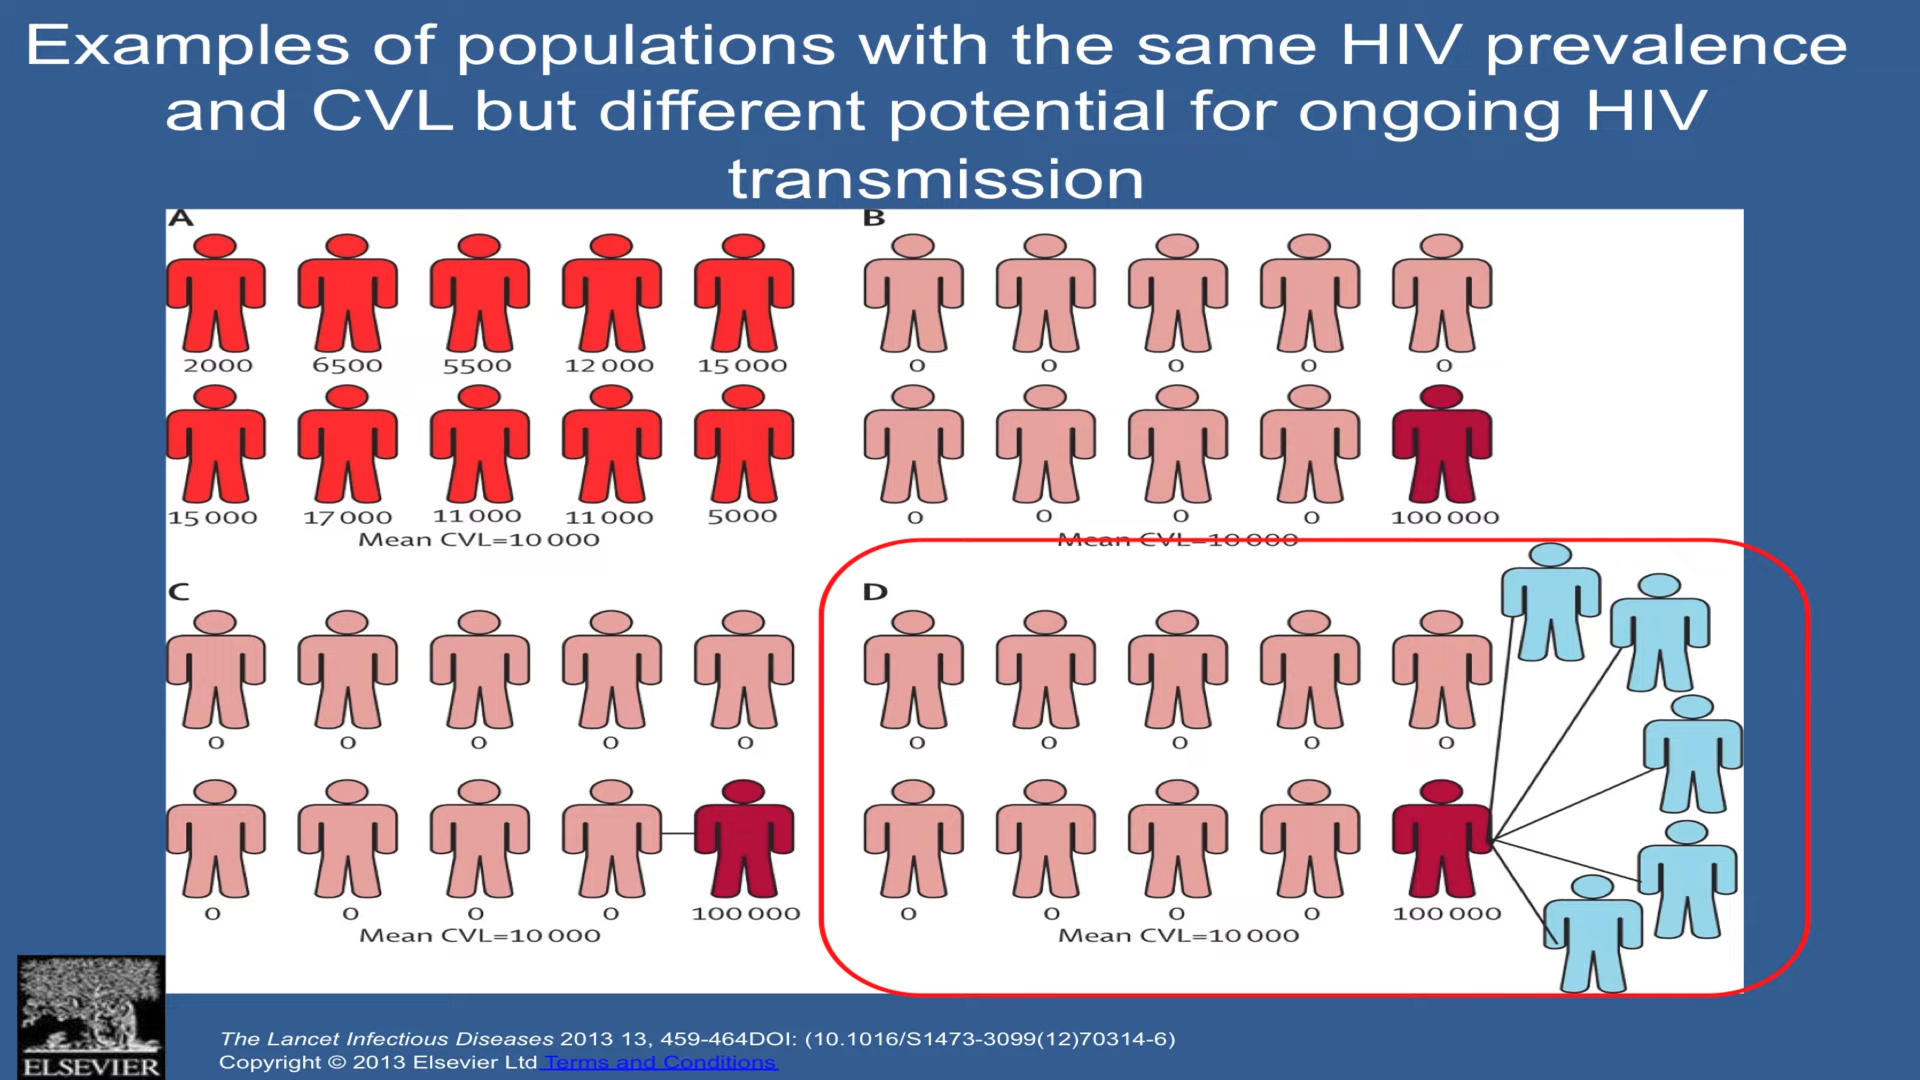 Examples of populations with the same HIV prevalence
and CVL but different potential for ongoing HIV
transmission
A
2000 6500 5500 12 000 15 000
15 000 17 000 11 000 11 000 5000
Mean CVL=10 000
B
0 0 0 0 0
0 0 0 0 100 000
Mean CVL=10 000
C
0 0 0 0 0
0 0 0 0 100 000
Mean CVL=10 000
D
0 0 0 0 0
0 0 0 0 100 000
Mean CVL=10 000
ELSEVIER
The Lancet Infectious Diseases 2013 13, 459-464DOI: (10.1016/S1473-3099(12)70314-6)
Copyright © 2013 Elsevier Ltd Terms and Conditions